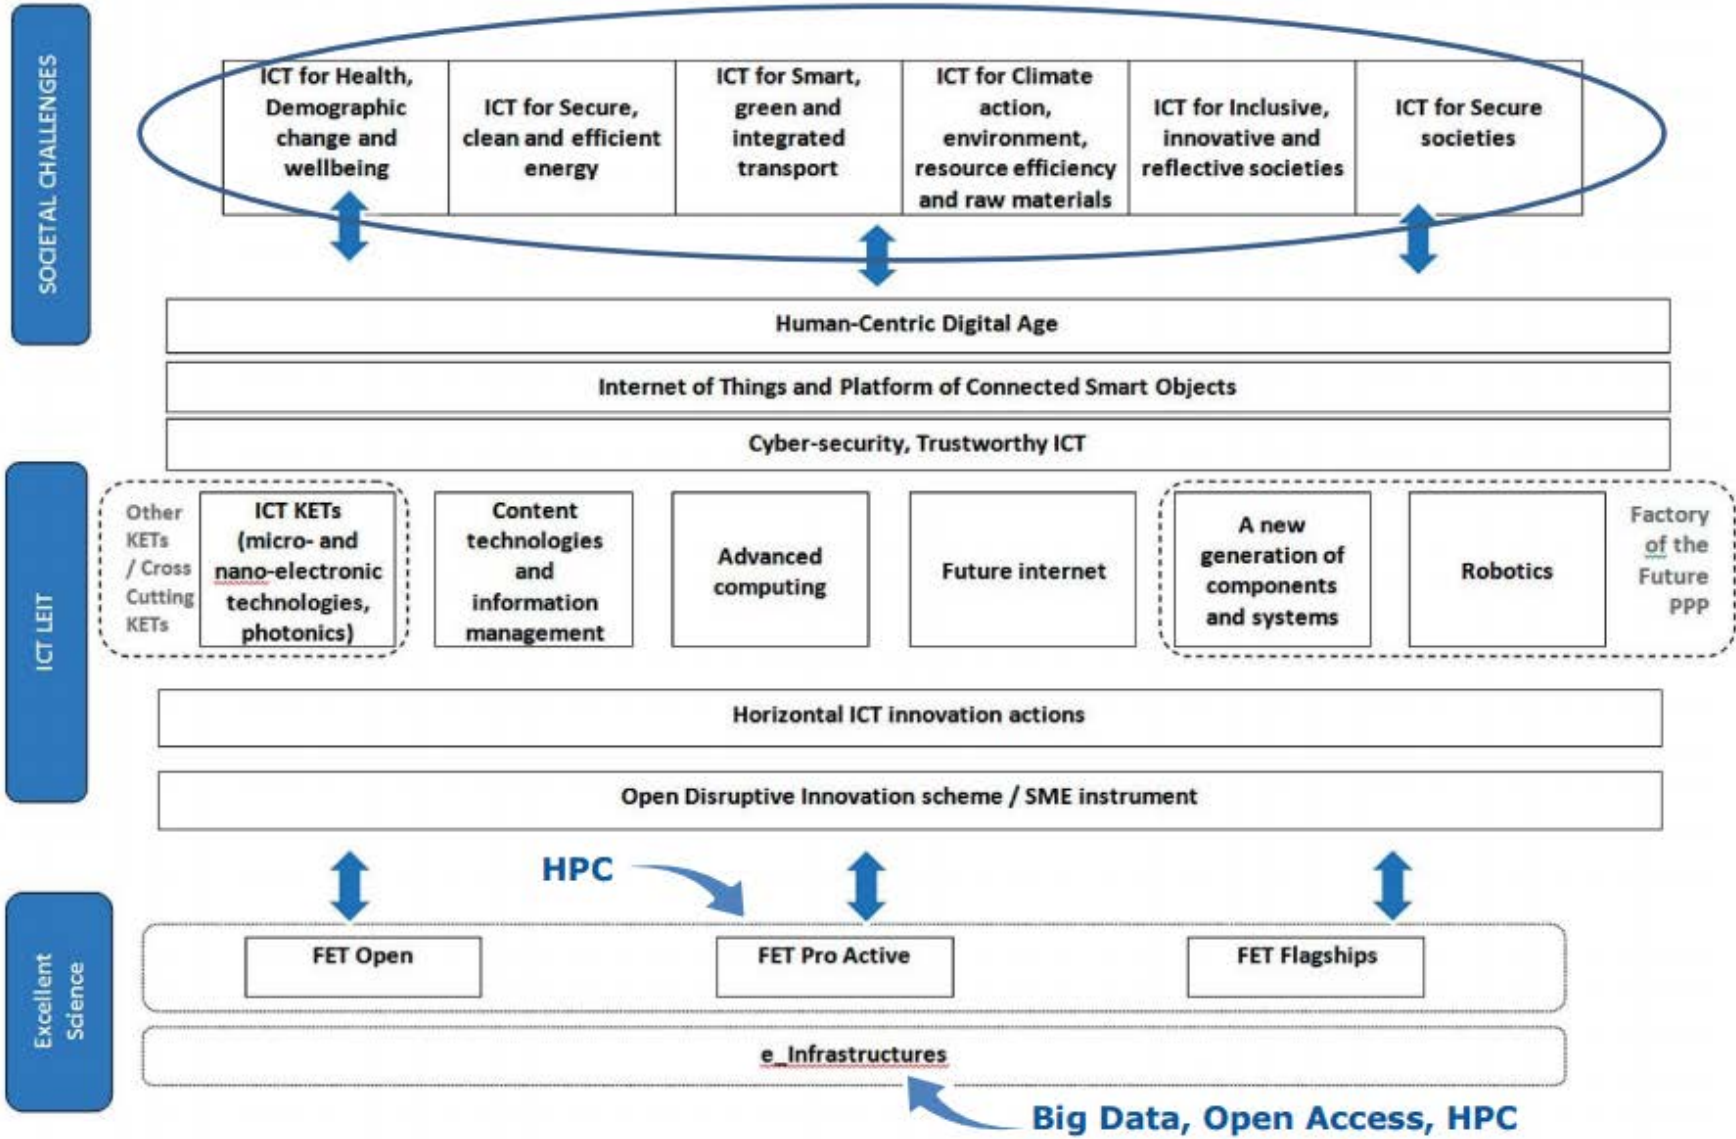 SOCIETAL CHALLENGES
ICT for Health,
Demographic
change and
wellbeing
ICT for Secure,
clean and efficient
energy
ICT for Smart,
green and
integrated
transport
ICT for Climate
action,
environment,
resource efficiency
and raw materials
ICT for Inclusive,
innovative and
reflective societies
ICT for Secure
societies
Human-Centric Digital Age
Internet of Things and Platform of Connected Smart Objects
Cyber-security, Trustworthy ICT
ICT LEIT
Other
KETs
/ Cross
Cutting
KETs
ICT KETs
(micro- and
nano-electronic
technologies,
photonics)
Content
technologies
and
information
management
Advanced
computing
Future internet
A new
generation of
components
and systems
Robotics
Factory
of the
Future
PPP
Horizontal ICT innovation actions
Open Disruptive Innovation scheme / SME instrument
HPC
Excellent
Science
FET Open
FET Pro Active
FET Flagships
e_Infrastructures
Big Data, Open Access, HPC